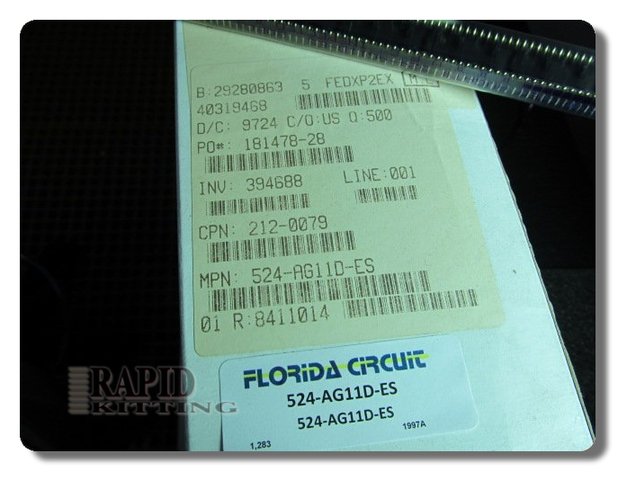 B:29280863 5 FEDXP2EX
40319468
D/C: 9724 C/O:US Q:500
PO#: 181478-28
INV: 394688 LINE:001
CPN: 212-0079
MPN: 524-AG11D-ES
01 R:8411014
FLORIDA CIRCUIT
524-AG11D-ES
524-AG11D-ES
1,283 1997A
RAPID
KITTING